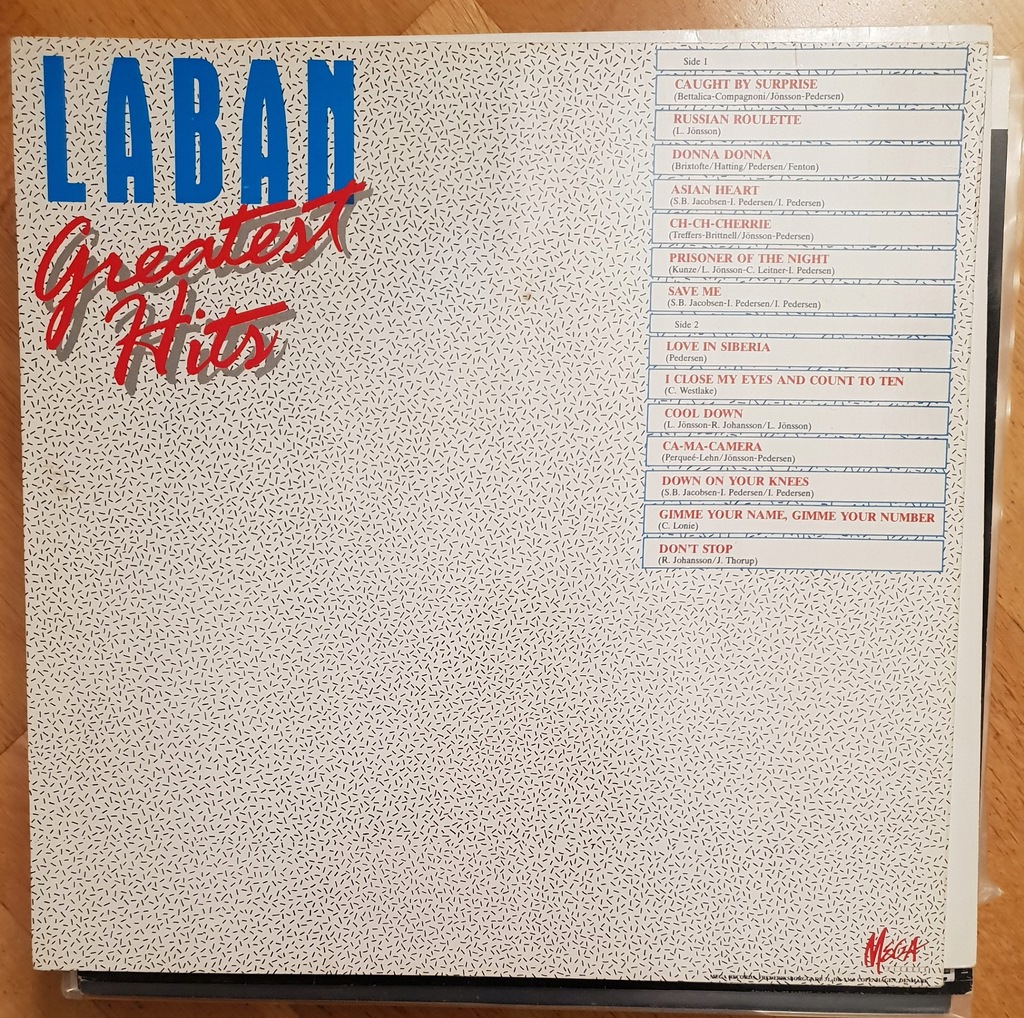 LABAN
Greatest
Hits
Side 1
CAUGHT BY SURPRISE
(Bettalica-Compagnoni/Jönsson-Pedersen)
RUSSIAN ROULETTE
(L. Jönsson)
DONNA DONNA
(Brixtofte/Hatting/Pedersen/Fenton)
ASIAN HEART
(S.B. Jacobsen-I. Pedersen/I. Pedersen)
CH-CH-CHERRIE
(Treffers-Brittnell/Jönsson-Pedersen)
PRISONER OF THE NIGHT
(Kunze/L. Jönsson-C. Leitner-I. Pedersen)
SAVE ME
(S.B. Jacobsen-I. Pedersen/I. Pedersen)
Side 2
LOVE IN SIBERIA
(Pedersen)
I CLOSE MY EYES AND COUNT TO TEN
(C. Westlake)
COOL DOWN
(L. Jönsson-R. Johansson/L. Jönsson)
CA-MA-CAMERA
(Perqueé-Lehn/Jönsson-Pedersen)
DOWN ON YOUR KNEES
(S.B. Jacobsen-I. Pedersen/I. Pedersen)
GIMME YOUR NAME, GIMME YOUR NUMBER
(C. Lonie)
DON'T STOP
(R. Johansson/J. Thorup)
MEGA
MEGA RECORDS, COPENHAGEN, DENMARK